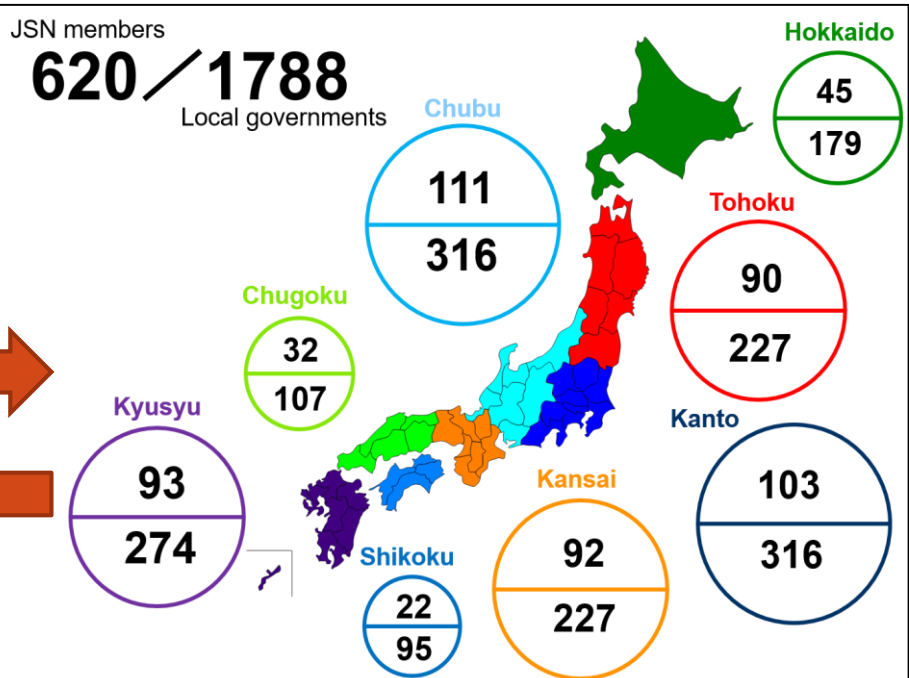 JSN members
620／1788
Local governments
Hokkaido
45
179
Chubu
111
316
Tohoku
90
227
Chugoku
32
107
Kyusyu
93
274
Kanto
103
316
Kansai
92
227
Shikoku
22
95